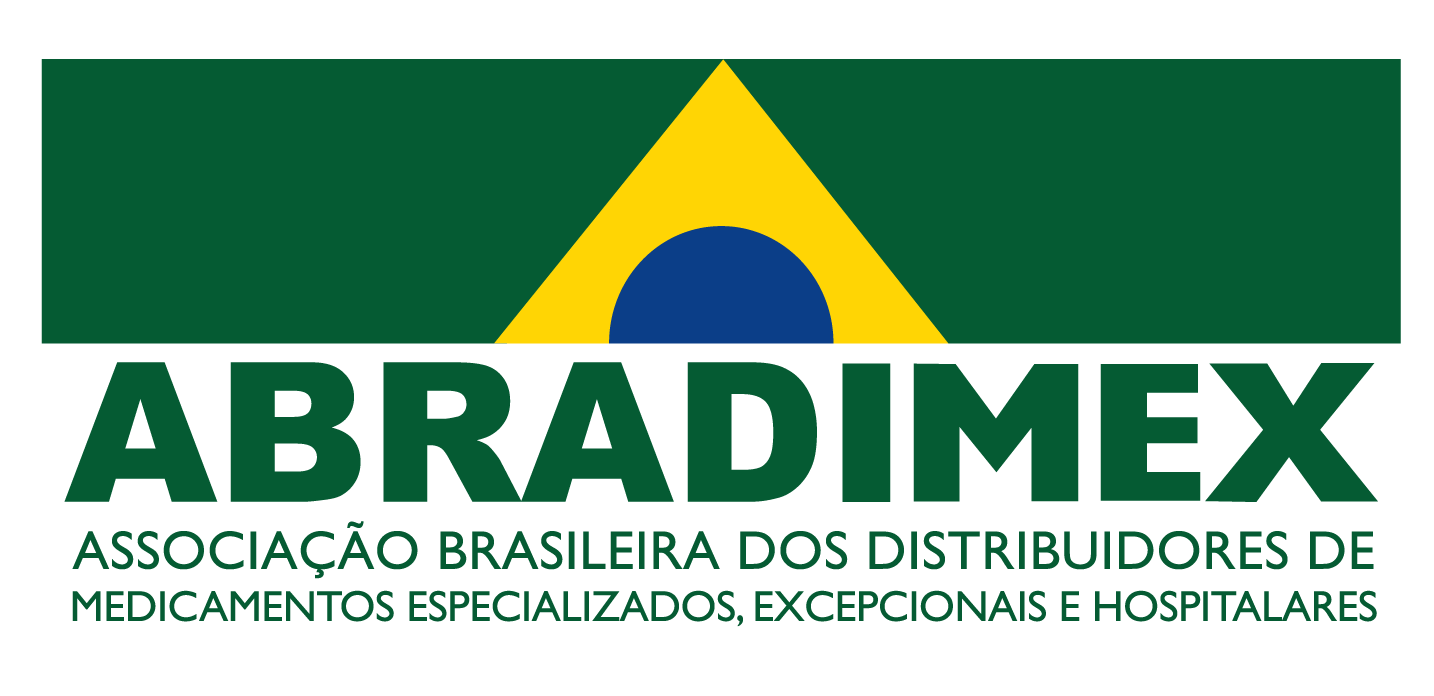 ABRADIMEX
ASSOCIAÇÃO BRASILEIRA DOS DISTRIBUIDORES DE
MEDICAMENTOS ESPECIALIZADOS, EXCEPCIONAIS E HOSPITALARES